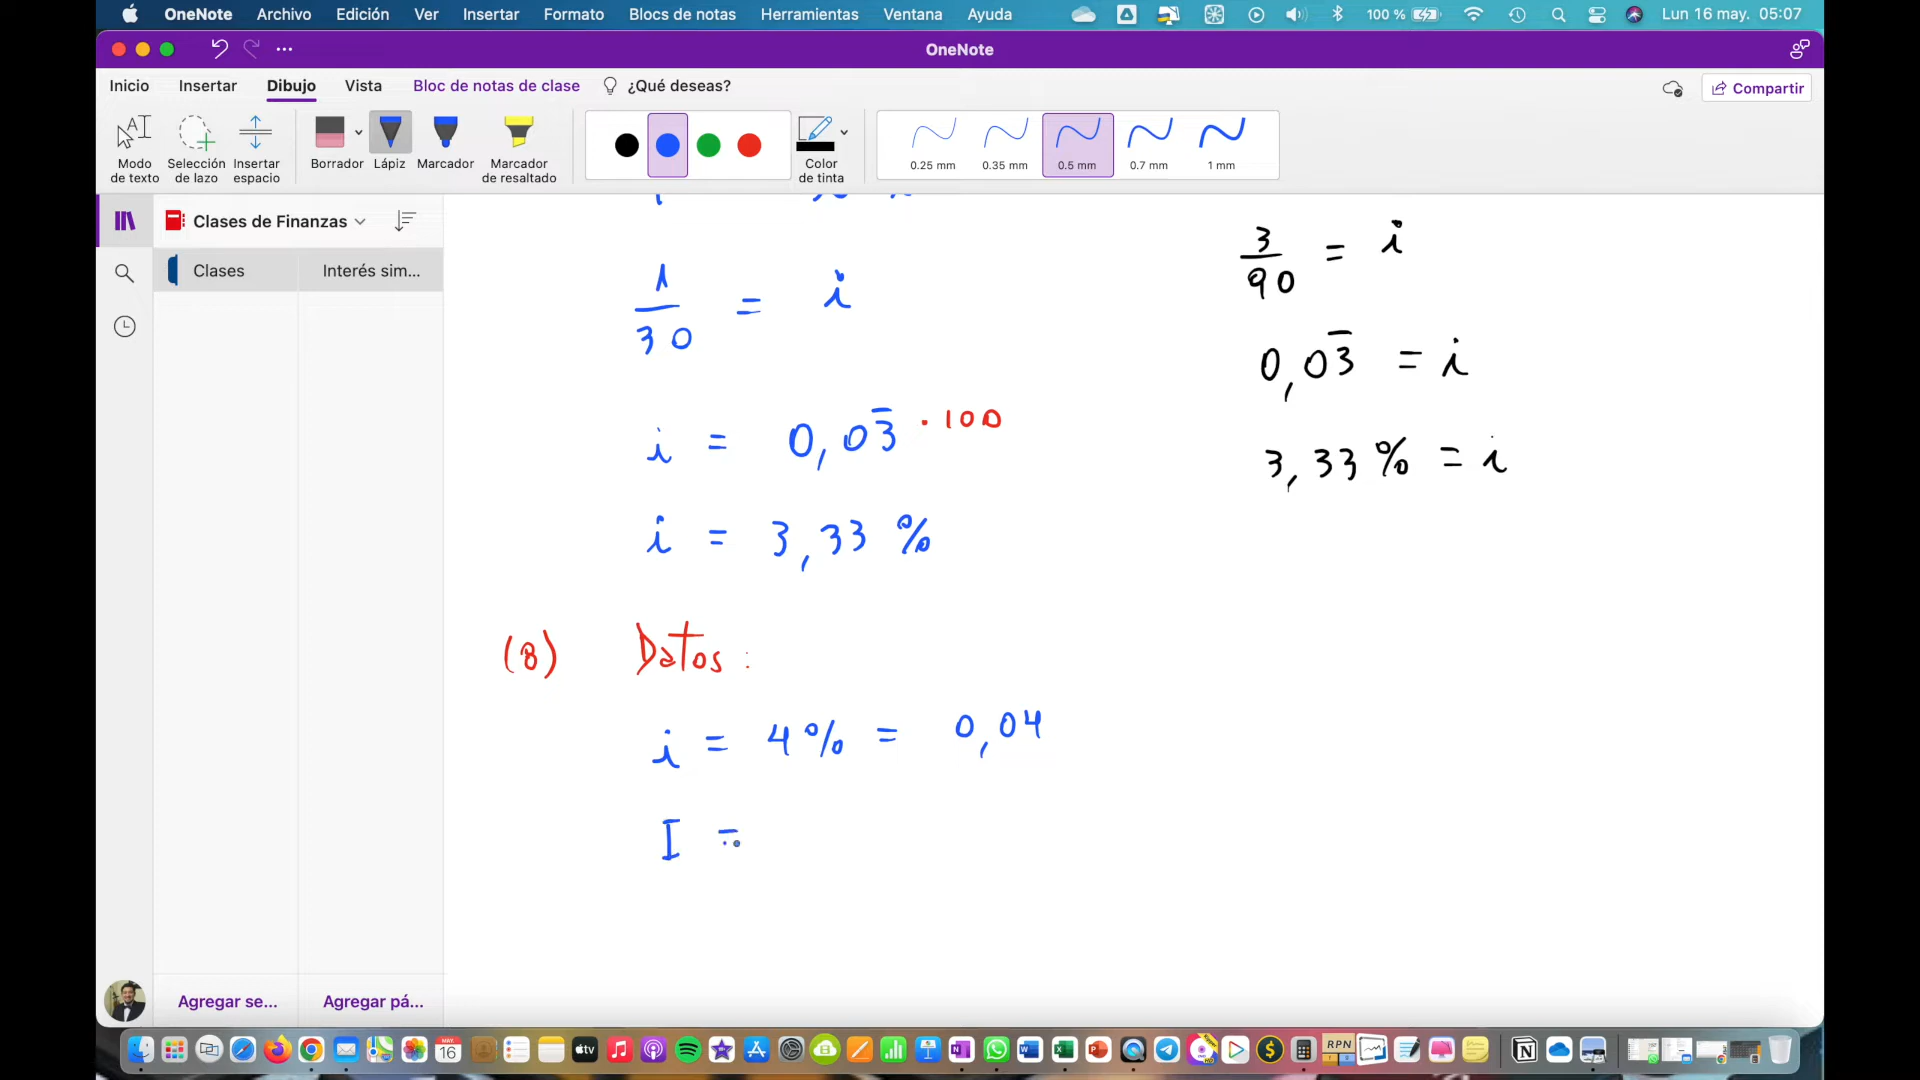 OneNote Archivo Edición Ver Insertar Formato Blocs de notas Herramientas Ventana Ayuda 100 % Lun 16 may. 05:07
OneNote
Inicio Insertar Dibujo Vista Bloc de notas de clase ¿Qué deseas? Compartir
Modo de texto
Selección de lazo
Insertar espacio
Borrador
Lápiz
Marcador
Marcador de resaltado
Color de tinta
0.25 mm 0.35 mm 0.5 mm 0.7 mm 1 mm
Clases de Finanzas
Clases Interés sim...
1/30 = i
i = 0,03̅ · 100
i = 3,33 %
3/90 = i
0,03̅ = i
3,33 % = i
(8) Datos:
i = 4% = 0,04
I =
Agregar se... Agregar pá...
MAY 16
tv
RPN